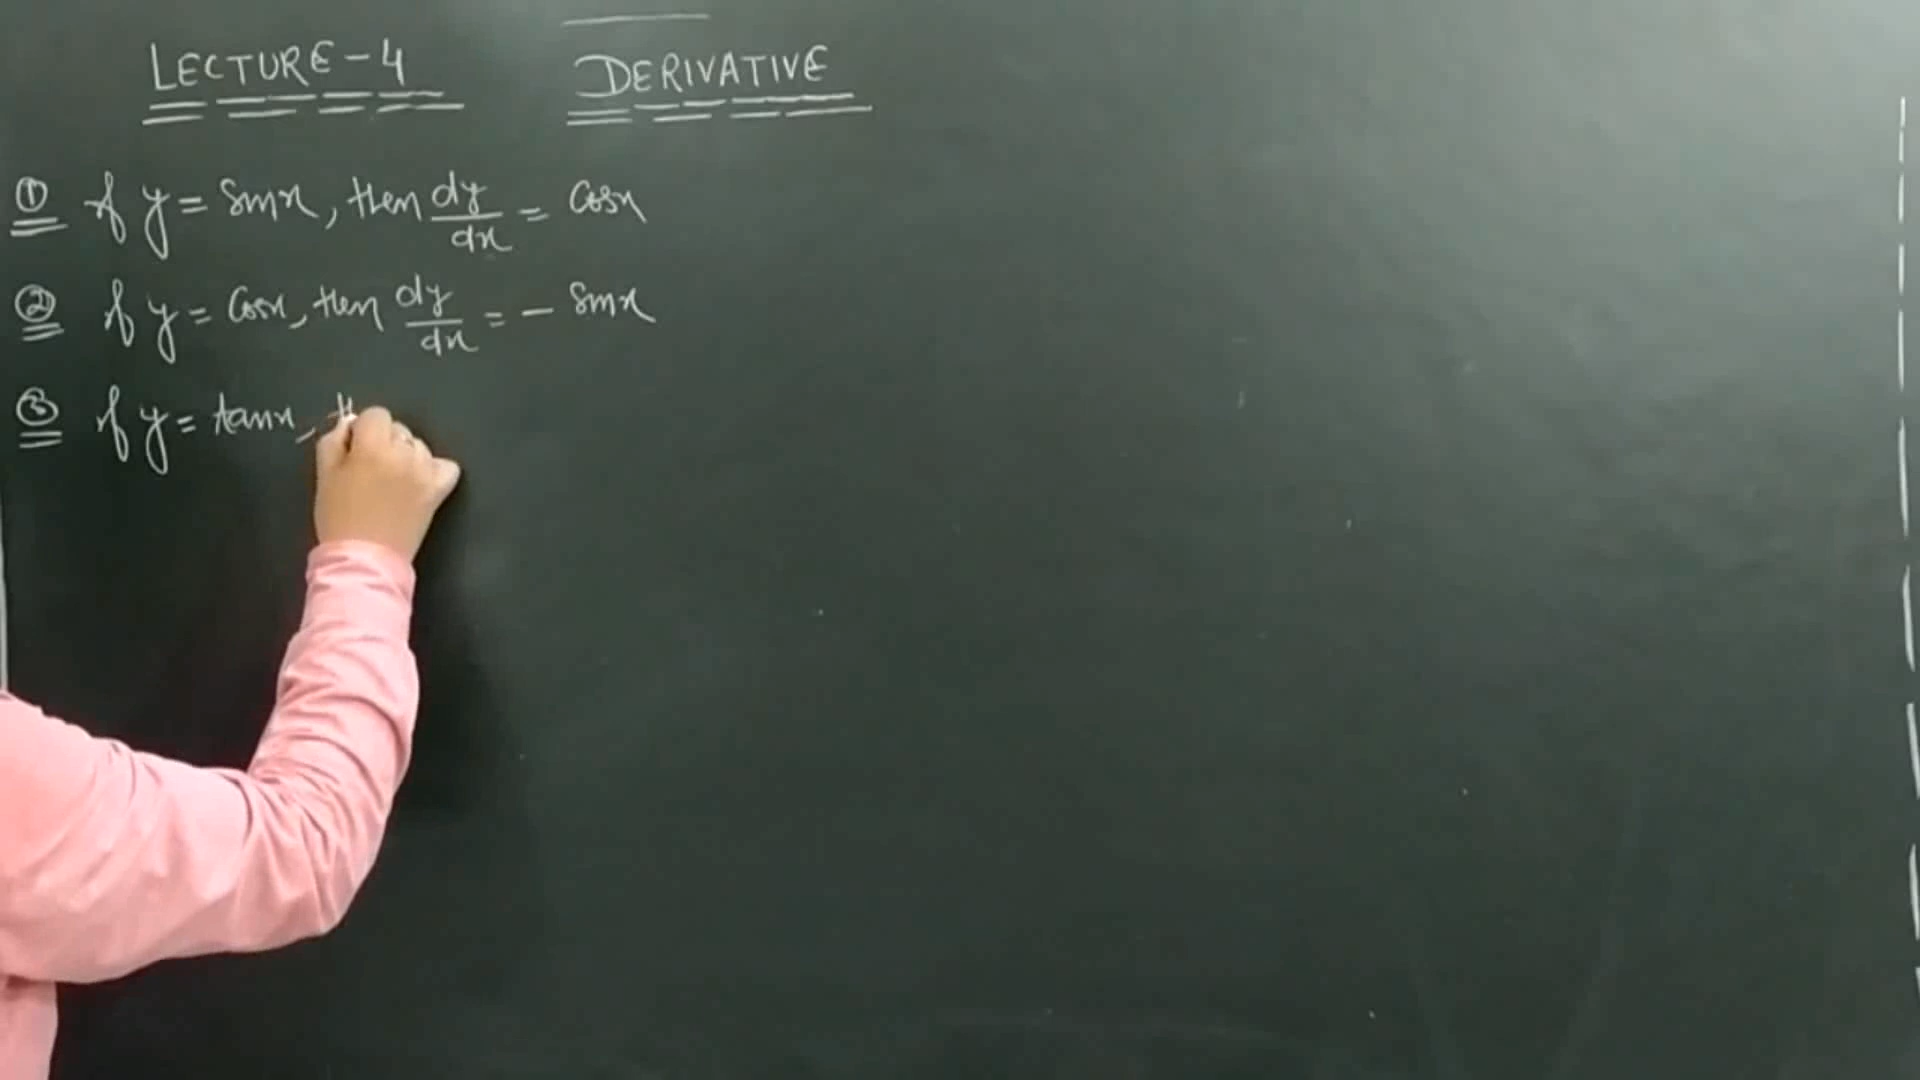 LECTURE-4 DERIVATIVE
① If y = Sinx, then dy/dx = Cosx
② If y = Cosx, then dy/dx = - Sinx
③ If y = tanx,